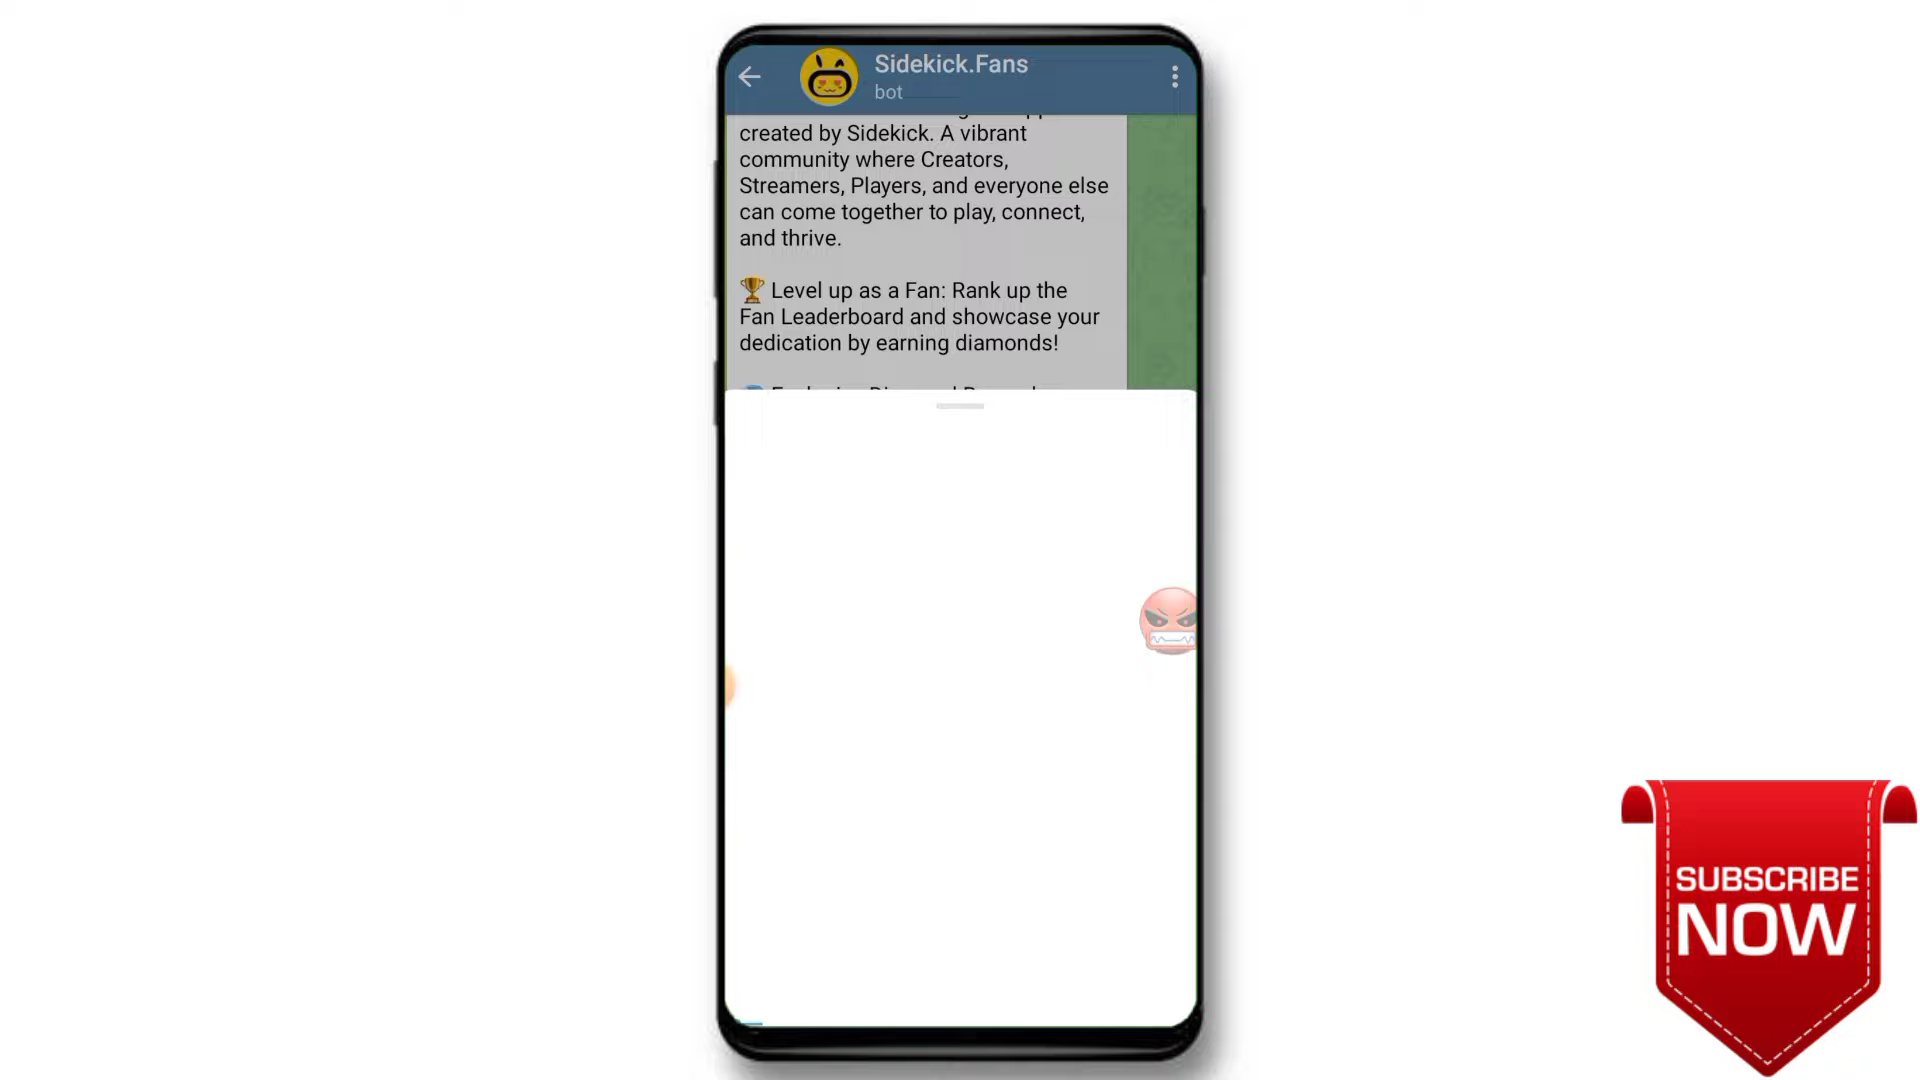 Sidekick.Fans
bot
created by Sidekick. A vibrant
community where Creators,
Streamers, Players, and everyone else
can come together to play, connect,
and thrive.
🏆 Level up as a Fan: Rank up the
Fan Leaderboard and showcase your
dedication by earning diamonds!
SUBSCRIBE
NOW